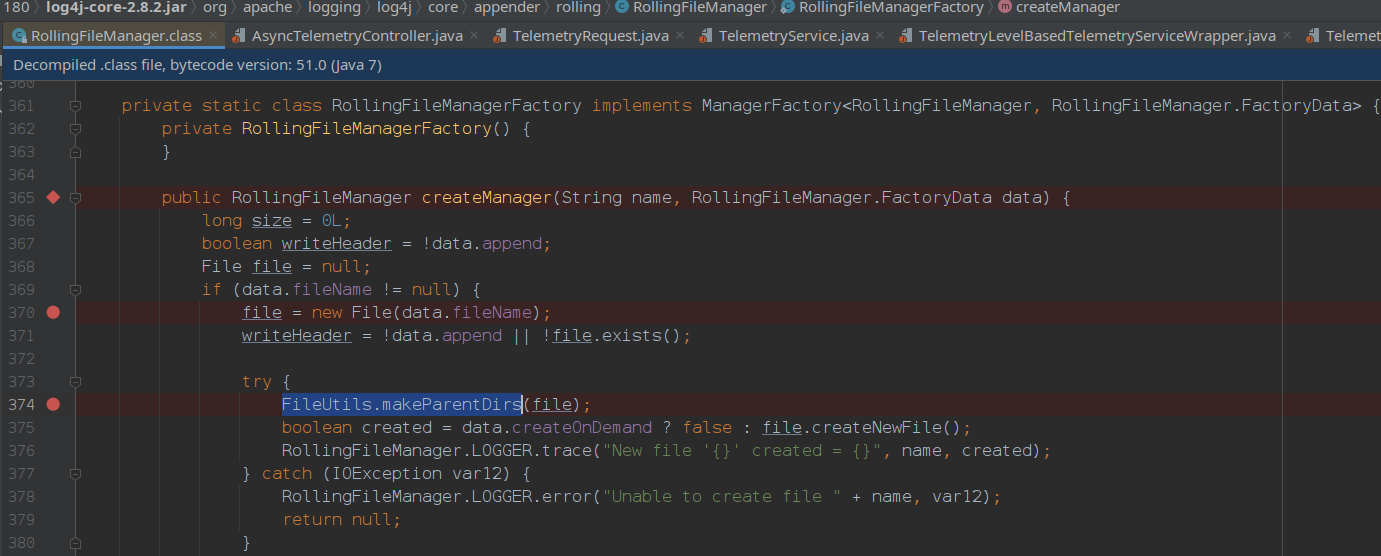 180 › log4j-core-2.8.2.jar › org › apache › logging › log4j › core › appender › rolling › RollingFileManager › RollingFileManagerFactory › createManager
RollingFileManager.class × AsyncTelemetryController.java × TelemetryRequest.java × TelemetryService.java × TelemetryLevelBasedTelemetryServiceWrapper.java × Telemet
Decompiled .class file, bytecode version: 51.0 (Java 7)
360
361 private static class RollingFileManagerFactory implements ManagerFactory<RollingFileManager, RollingFileManager.FactoryData> {
362 private RollingFileManagerFactory() {
363 }
364
365 public RollingFileManager createManager(String name, RollingFileManager.FactoryData data) {
366 long size = 0L;
367 boolean writeHeader = !data.append;
368 File file = null;
369 if (data.fileName != null) {
370 file = new File(data.fileName);
371 writeHeader = !data.append || !file.exists();
372
373 try {
374 FileUtils.makeParentDirs(file);
375 boolean created = data.createOnDemand ? false : file.createNewFile();
376 RollingFileManager.LOGGER.trace("New file '{}' created = {}", name, created);
377 } catch (IOException var12) {
378 RollingFileManager.LOGGER.error("Unable to create file " + name, var12);
379 return null;
380 }